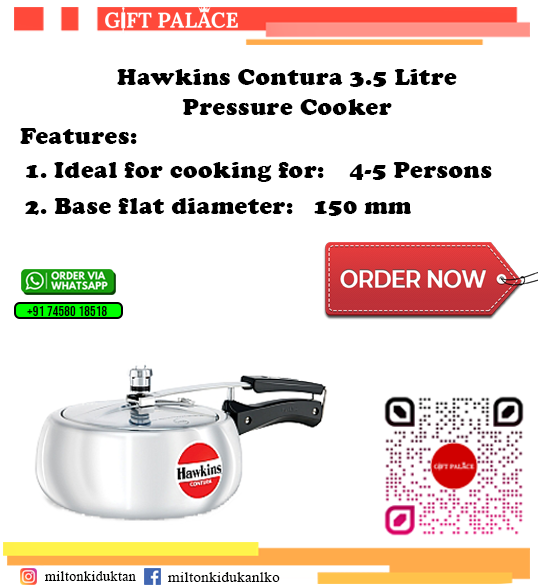 GIFT PALACE
Hawkins Contura 3.5 Litre
Pressure Cooker
Features:
1. Ideal for cooking for: 4-5 Persons
2. Base flat diameter: 150 mm
ORDER VIA
WHATSAPP
+91 74580 18518
ORDER NOW
Hawkins
CONTURA
GIFT PALACE
miltonkiduktan miltonkidukanlko